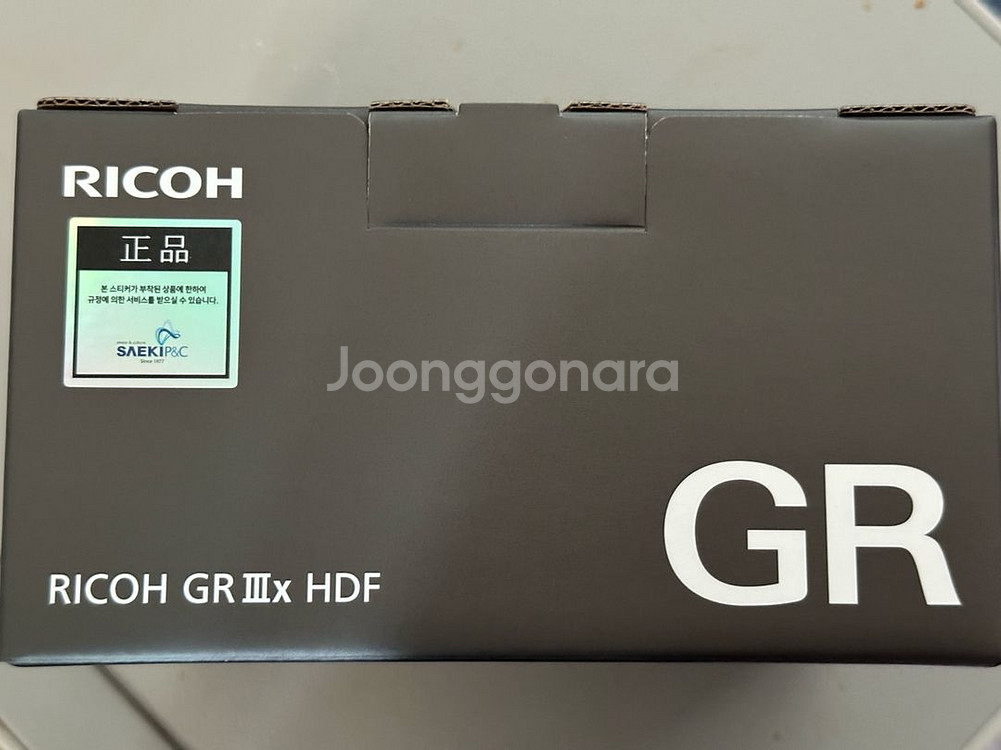 RICOH
正品
본 스티커가 부착된 상품에 한하여
규정에 의한 서비스를 받으실 수 있습니다.
SAEKI P&C
Since 1977
Joonggonara
GR
RICOH GR IIIx HDF